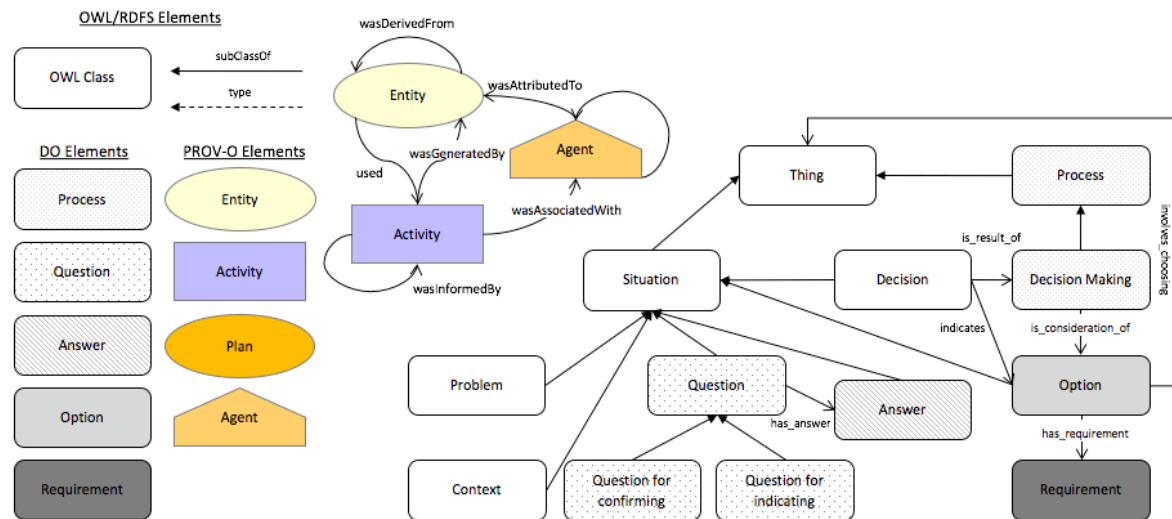 OWL/RDFS Elements
OWL Class
subClassOf
type
DO Elements
PROV-O Elements
Process
Entity
Question
Activity
Answer
Plan
Option
Agent
Requirement
wasDerivedFrom
Entity
wasAttributedTo
Agent
wasGeneratedBy
used
wasAssociatedWith
Activity
wasInformedBy
Thing
Process
involves_choosing
is_result_of
Situation
Decision
Decision Making
indicates
is_consideration_of
Problem
Question
Answer
Option
has_answer
has_requirement
Context
Question for
confirming
Question for
indicating
Requirement